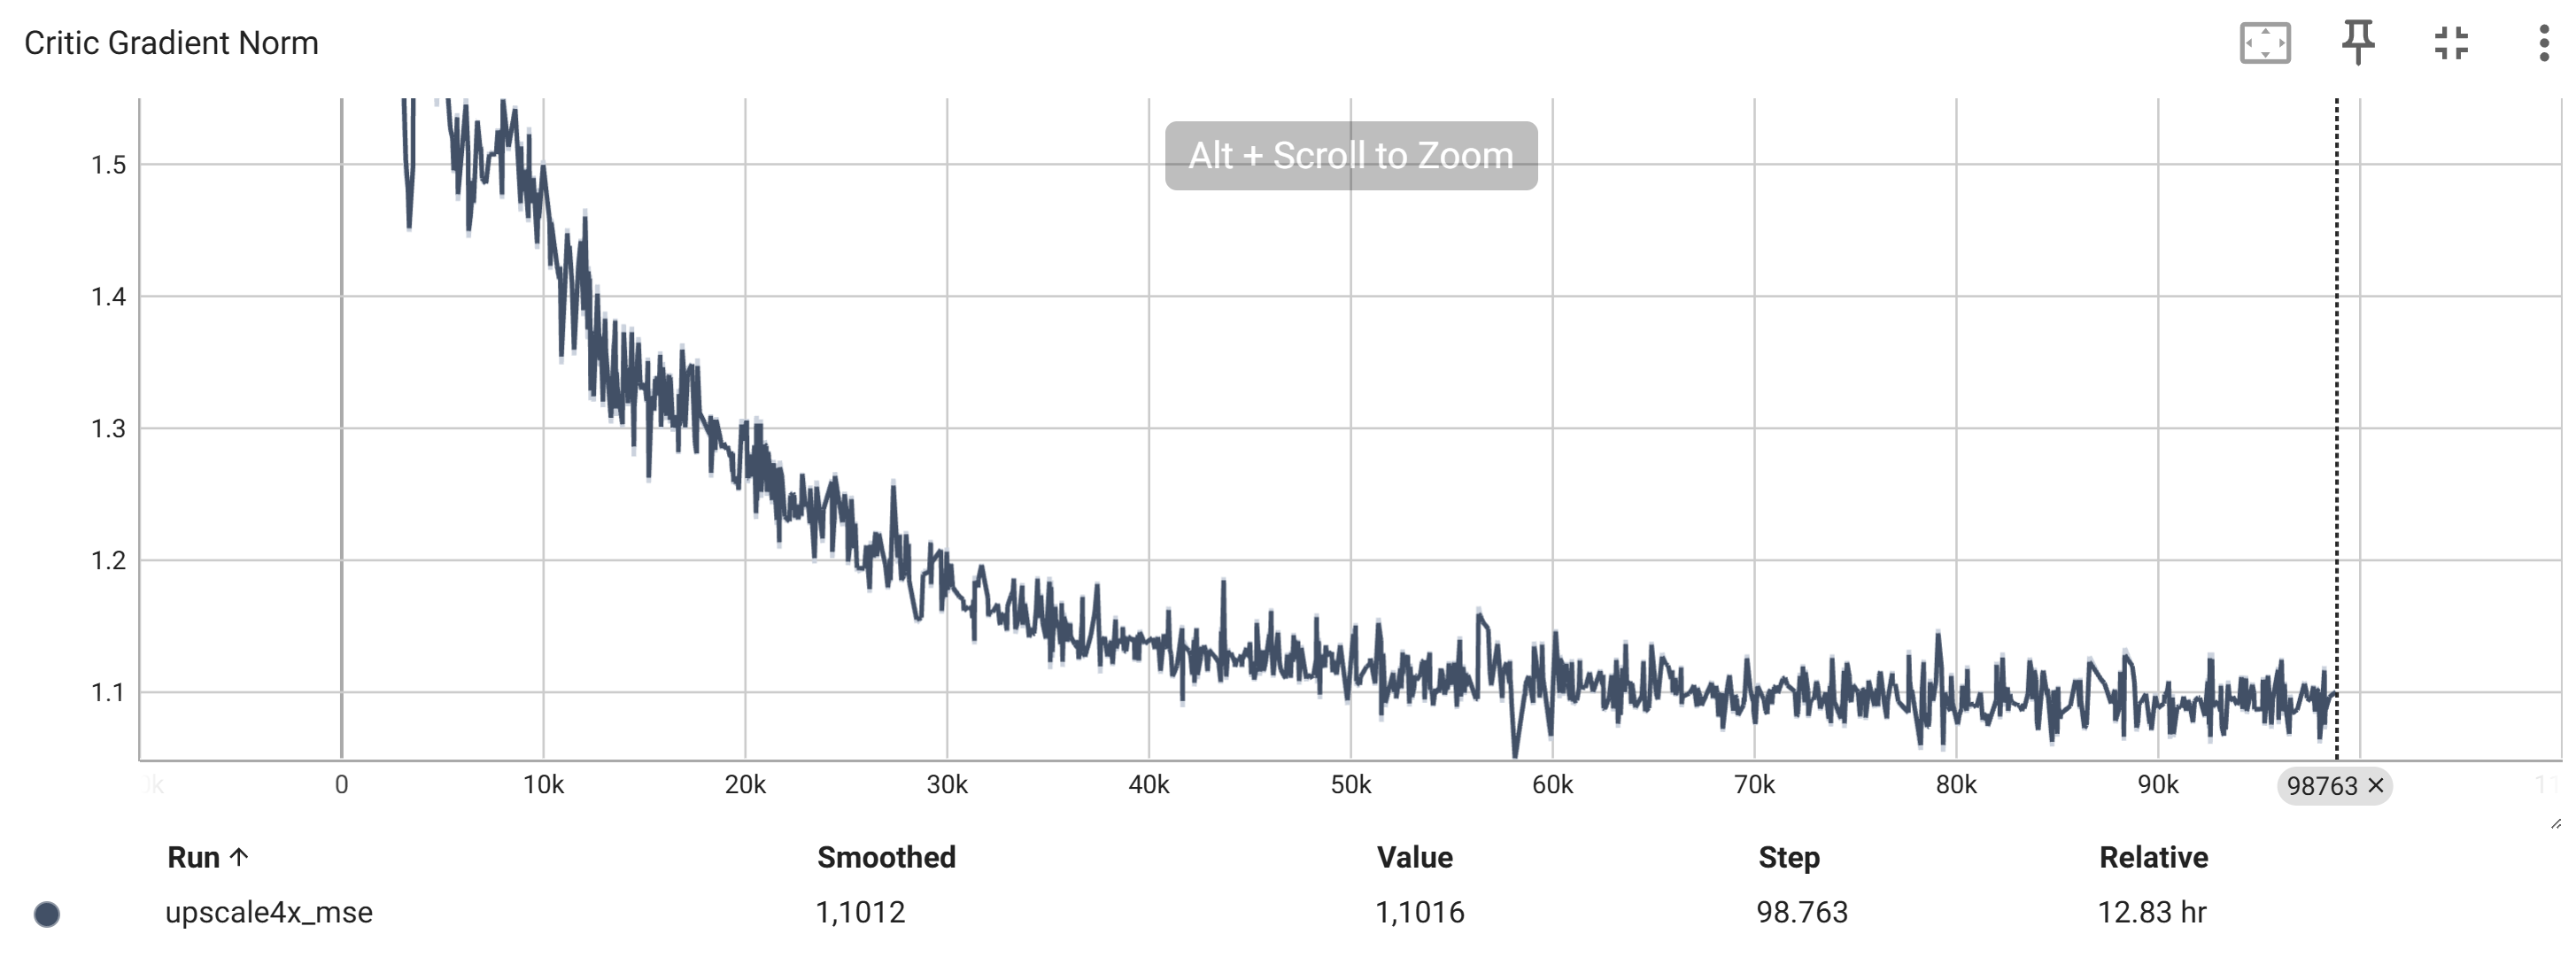 Critic Gradient Norm
Alt + Scroll to Zoom
1.5
1.4
1.3
1.2
1.1
0 10k 20k 30k 40k 50k 60k 70k 80k 90k 98763 ×
Run ↑ Smoothed Value Step Relative
upscale4x_mse 1,1012 1,1016 98.763 12.83 hr